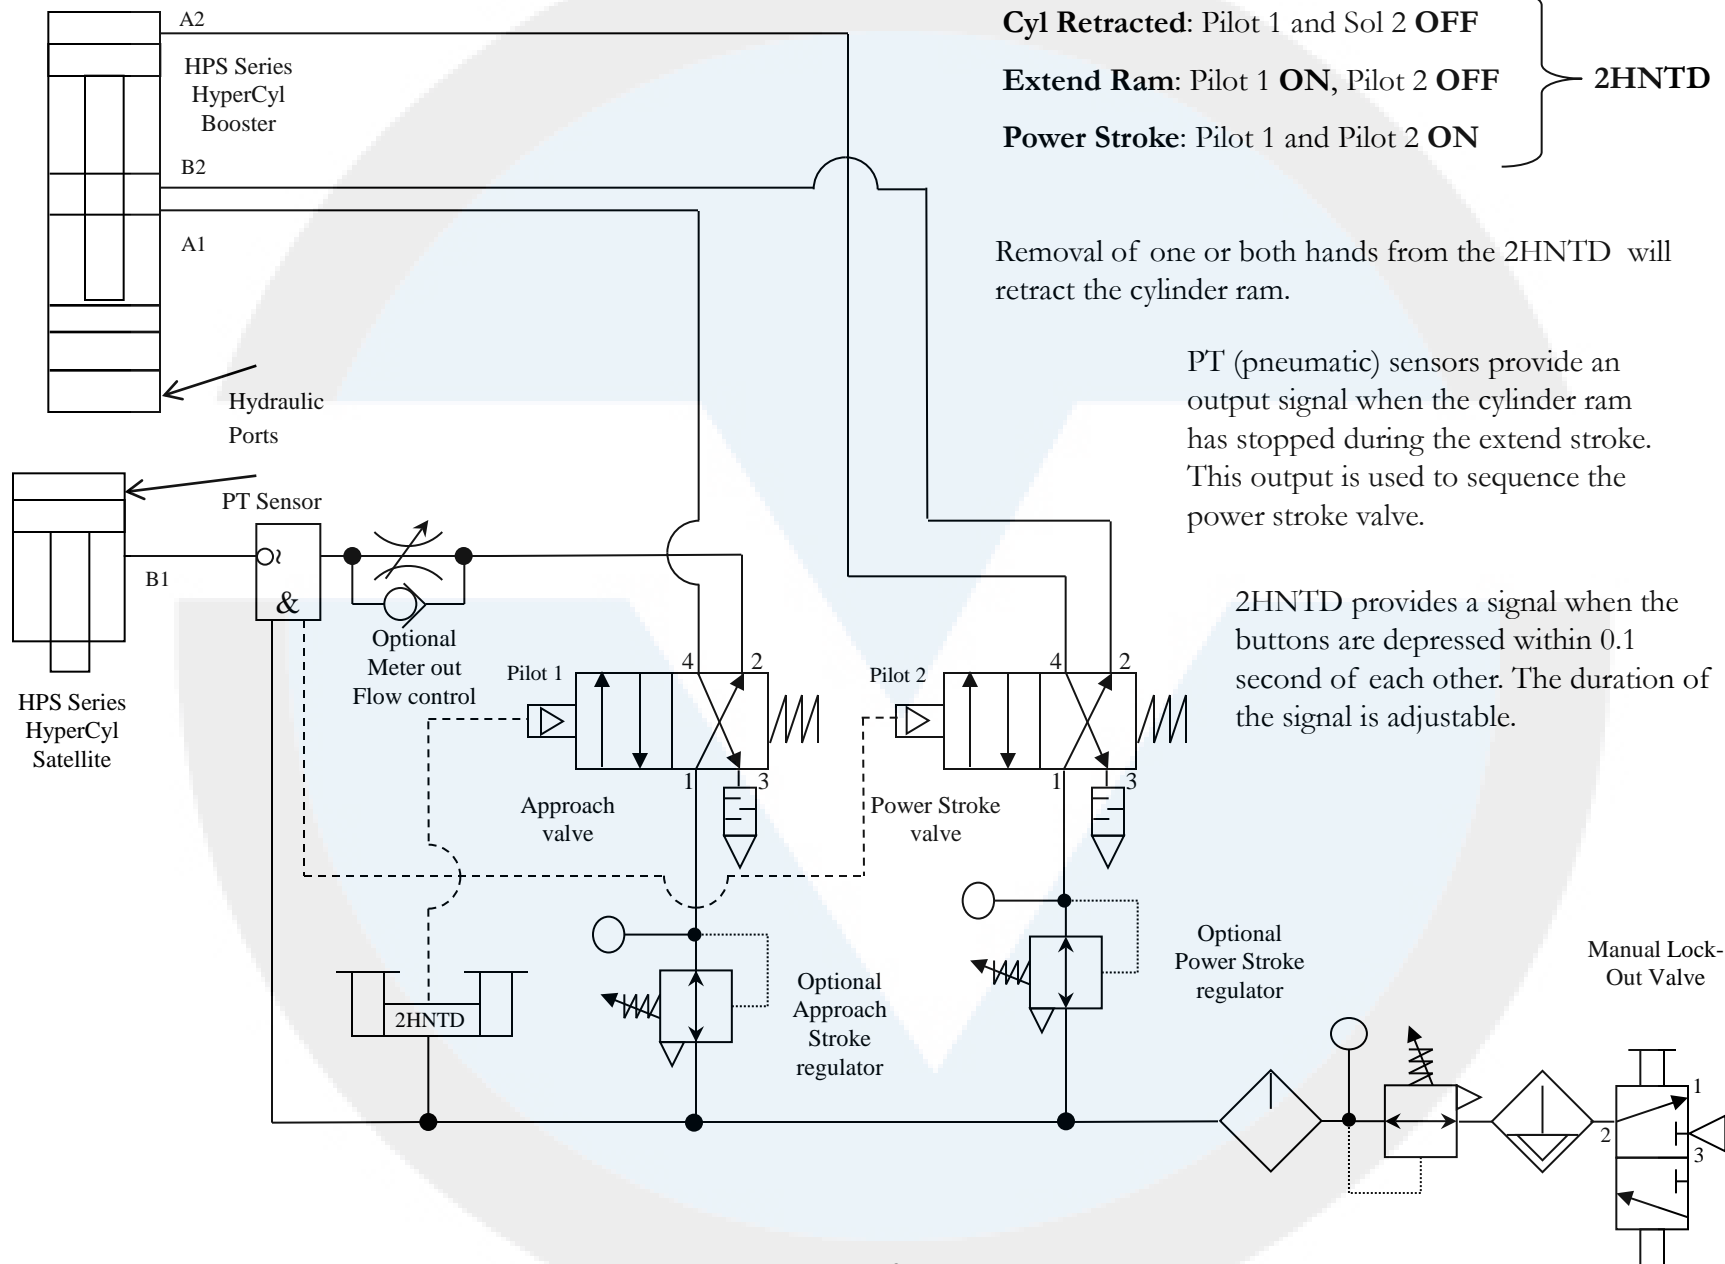 A2
HPS Series
HyperCyl
Booster
B2
A1
Hydraulic
Ports
Cyl Retracted: Pilot 1 and Sol 2 OFF
Extend Ram: Pilot 1 ON, Pilot 2 OFF
Power Stroke: Pilot 1 and Pilot 2 ON
2HNTD
Removal of one or both hands from the 2HNTD will
retract the cylinder ram.
PT (pneumatic) sensors provide an
output signal when the cylinder ram
has stopped during the extend stroke.
This output is used to sequence the
power stroke valve.
2HNTD provides a signal when the
buttons are depressed within 0.1
second of each other. The duration of
the signal is adjustable.
PT Sensor
B1
~
&
Optional
Meter out
Flow control
HPS Series
HyperCyl
Satellite
Pilot 1
4
2
1
3
Approach
valve
Pilot 2
4
2
1
3
Power Stroke
valve
2HNTD
Optional
Approach
Stroke
regulator
Optional
Power Stroke
regulator
Manual Lock-
Out Valve
1
2
3